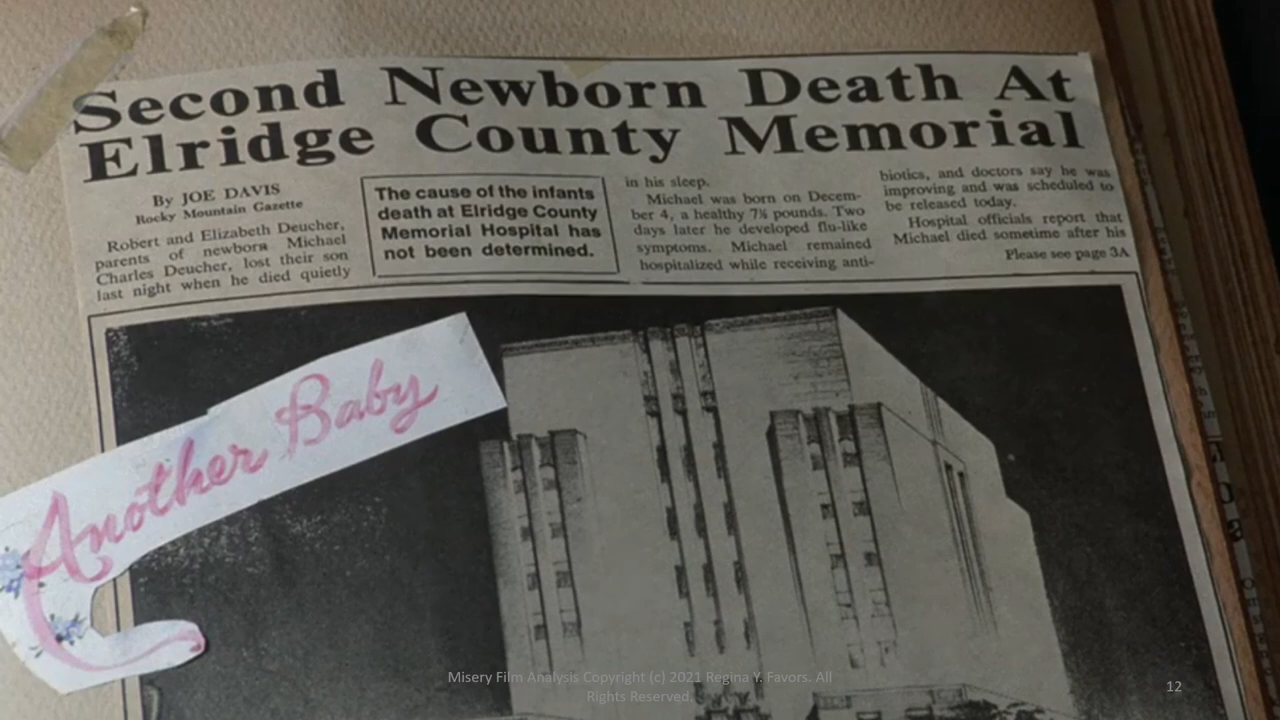 Second Newborn Death At
Elridge County Memorial
By JOE DAVIS
Rocky Mountain Gazette
Robert and Elizabeth Deucher,
parents of newborn Michael
Charles Deucher, lost their son
last night when he died quietly
The cause of the infants
death at Elridge County
Memorial Hospital has
not been determined.
in his sleep.
Michael was born on Decem-
ber 4, a healthy 7¾ pounds. Two
days later he developed flu-like
symptoms. Michael remained
hospitalized while receiving anti-
biotics, and doctors say he was
improving and was scheduled to
be released today.
Hospital officials report that
Michael died sometime after his
Please see page 3A
Another Baby
Misery Film Analysis Copyright (c) 2021 Regina Y. Favors. All
Rights Reserved.
12